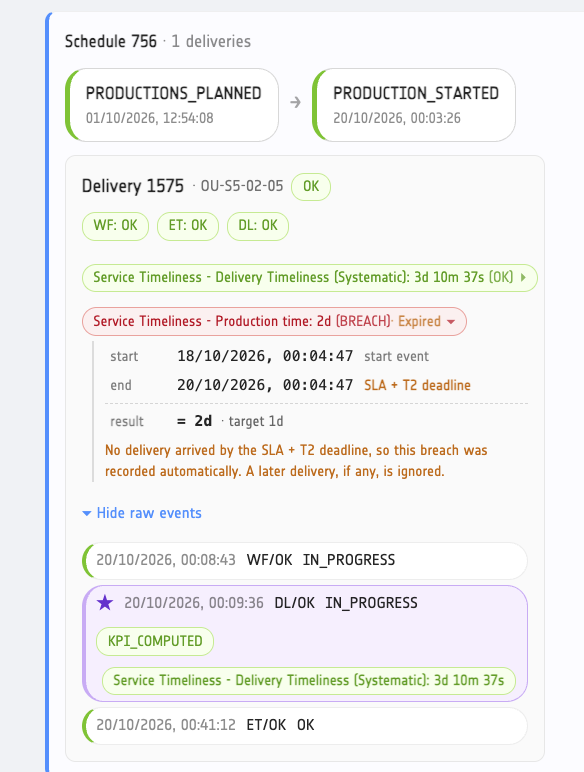 Schedule 756 · 1 deliveries
PRODUCTIONS_PLANNED
01/10/2026, 12:54:08
→
PRODUCTION_STARTED
20/10/2026, 00:03:26
Delivery 1575 · OU-S5-02-05 OK
WF: OK ET: OK DL: OK
Service Timeliness - Delivery Timeliness (Systematic): 3d 10m 37s (OK)
Service Timeliness - Production time: 2d (BREACH)· Expired
start 18/10/2026, 00:04:47 start event
end 20/10/2026, 00:04:47 SLA + T2 deadline
result = 2d · target 1d
No delivery arrived by the SLA + T2 deadline, so this breach was
recorded automatically. A later delivery, if any, is ignored.
Hide raw events
20/10/2026, 00:08:43 WF/OK IN_PROGRESS
20/10/2026, 00:09:36 DL/OK IN_PROGRESS
KPI_COMPUTED
Service Timeliness - Delivery Timeliness (Systematic): 3d 10m 37s
20/10/2026, 00:41:12 ET/OK OK